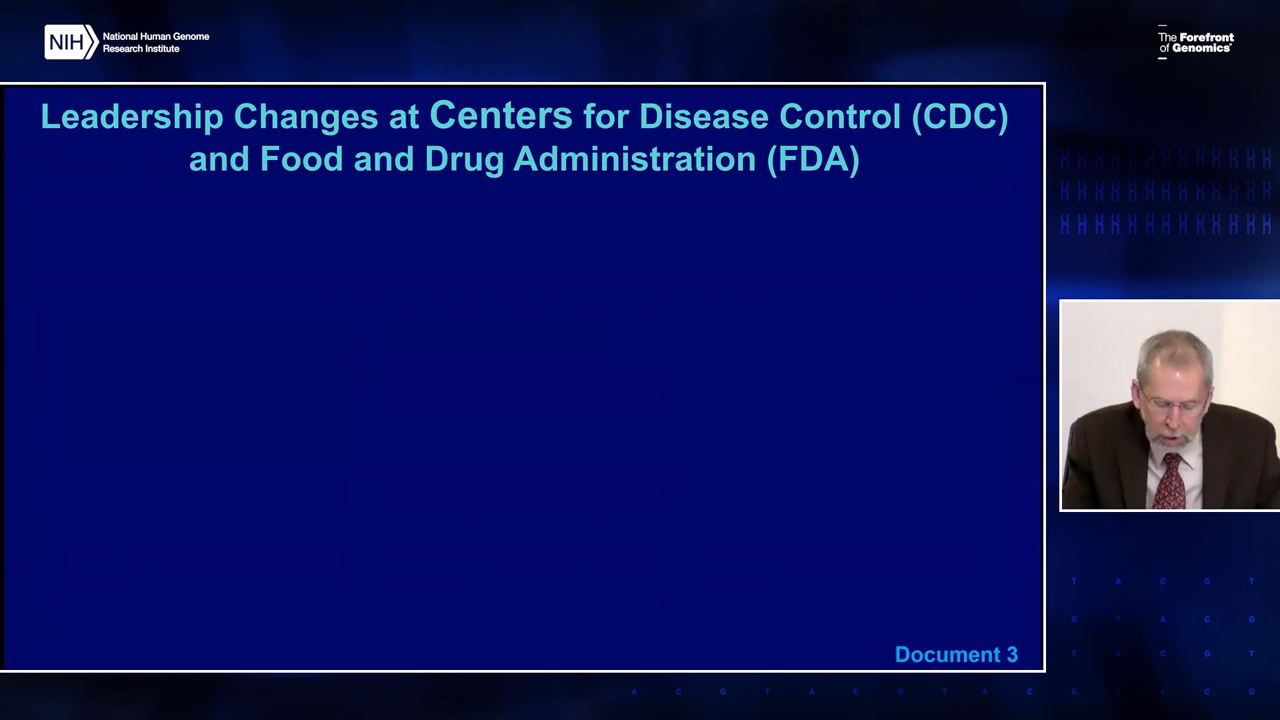 NIH
National Human Genome
Research Institute
The Forefront
of Genomics
Leadership Changes at Centers for Disease Control (CDC)
and Food and Drug Administration (FDA)
Document 3
T A C G T
G T A C G
T A C G T
A C G T A C G T A C G T A C G